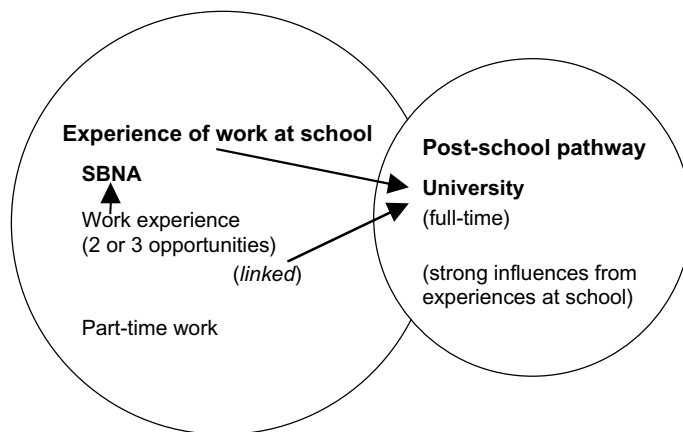 Experience of work at school
SBNA
Work experience
(2 or 3 opportunities)
(linked)
Part-time work
Post-school pathway
University
(full-time)
(strong influences from
experiences at school)